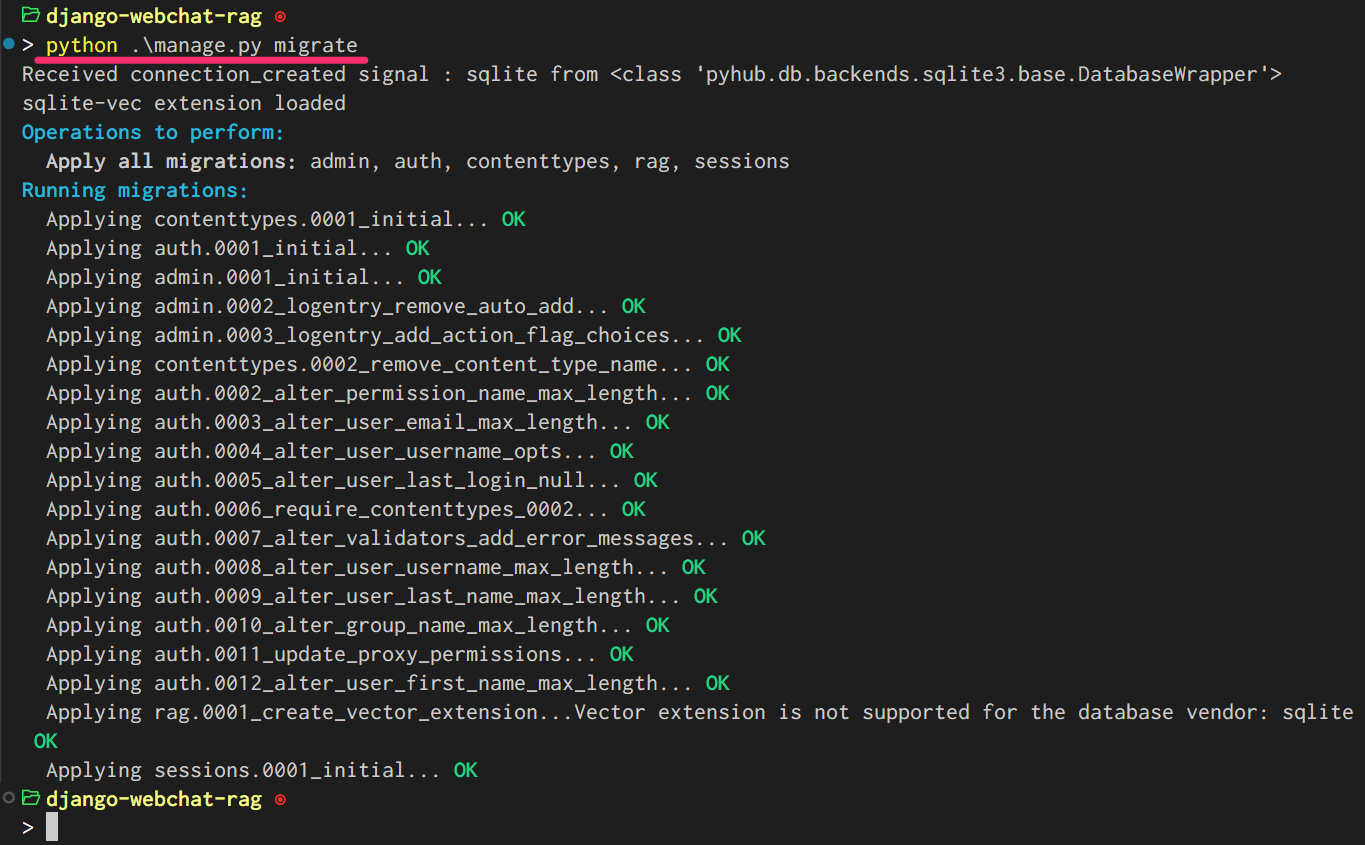 django-webchat-rag
> python .\manage.py migrate
Received connection_created signal : sqlite from <class 'pyhub.db.backends.sqlite3.base.DatabaseWrapper'>
sqlite-vec extension loaded
Operations to perform:
  Apply all migrations: admin, auth, contenttypes, rag, sessions
Running migrations:
  Applying contenttypes.0001_initial... OK
  Applying auth.0001_initial... OK
  Applying admin.0001_initial... OK
  Applying admin.0002_logentry_remove_auto_add... OK
  Applying admin.0003_logentry_add_action_flag_choices... OK
  Applying contenttypes.0002_remove_content_type_name... OK
  Applying auth.0002_alter_permission_name_max_length... OK
  Applying auth.0003_alter_user_email_max_length... OK
  Applying auth.0004_alter_user_username_opts... OK
  Applying auth.0005_alter_user_last_login_null... OK
  Applying auth.0006_require_contenttypes_0002... OK
  Applying auth.0007_alter_validators_add_error_messages... OK
  Applying auth.0008_alter_user_username_max_length... OK
  Applying auth.0009_alter_user_last_name_max_length... OK
  Applying auth.0010_alter_group_name_max_length... OK
  Applying auth.0011_update_proxy_permissions... OK
  Applying auth.0012_alter_user_first_name_max_length... OK
  Applying rag.0001_create_vector_extension...Vector extension is not supported for the database vendor: sqlite
 OK
  Applying sessions.0001_initial... OK
django-webchat-rag
>